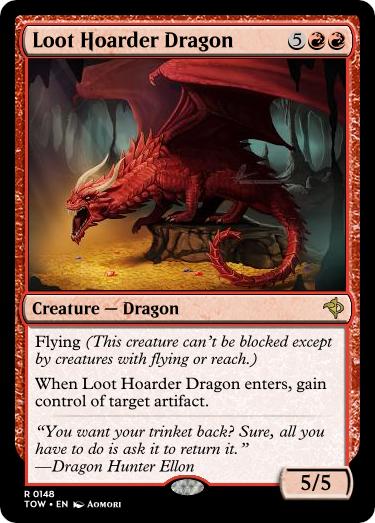 Loot Hoarder Dragon 5
Creature — Dragon
Flying (This creature can't be blocked except
by creatures with flying or reach.)
When Loot Hoarder Dragon enters, gain
control of target artifact.
“You want your trinket back? Sure, all you
have to do is ask it to return it.”
—Dragon Hunter Ellon
5/5
R 0148
TOW • EN Aomori